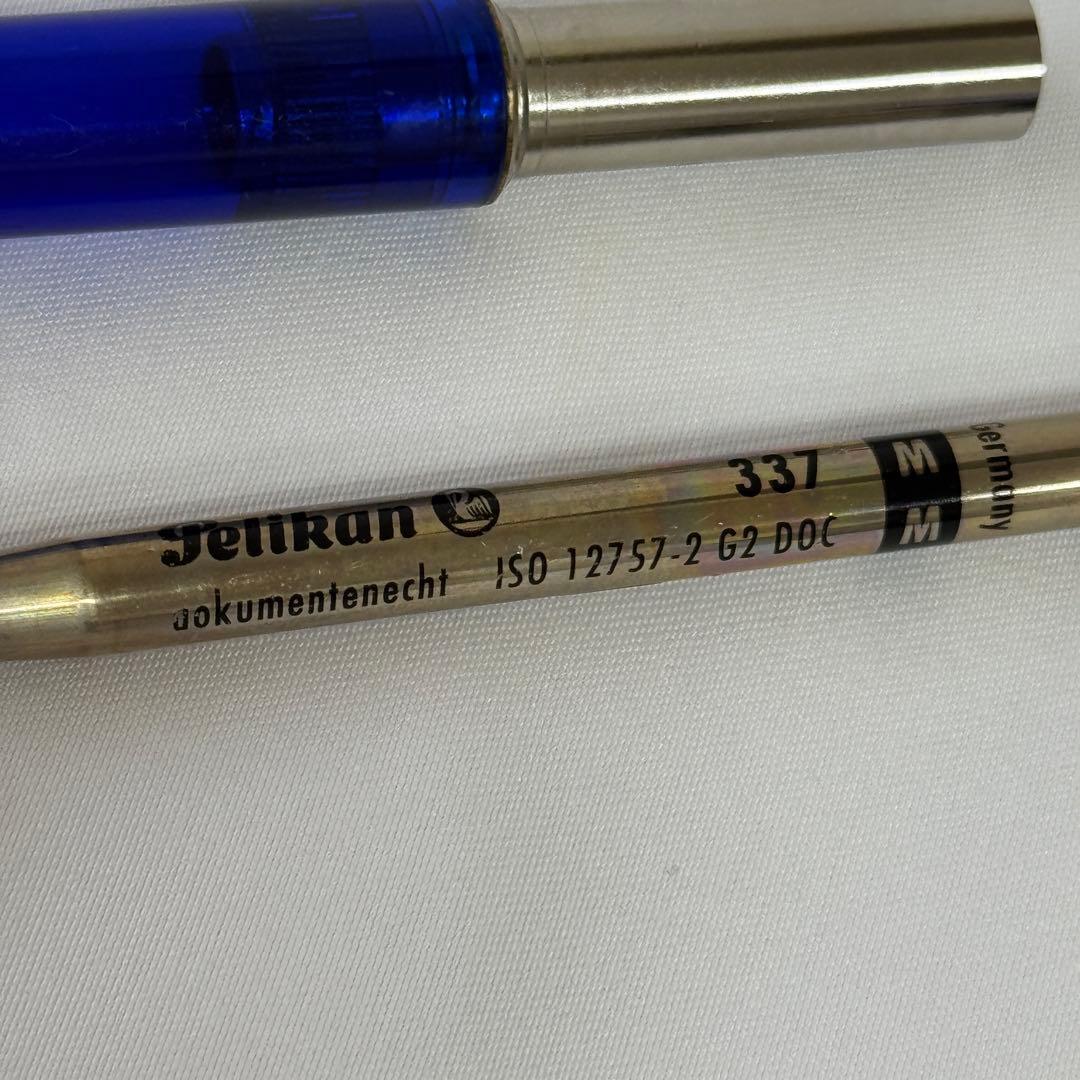 Pelikan 337 M
dokumentenecht ISO 12757-2 G2 DOC M
Germany